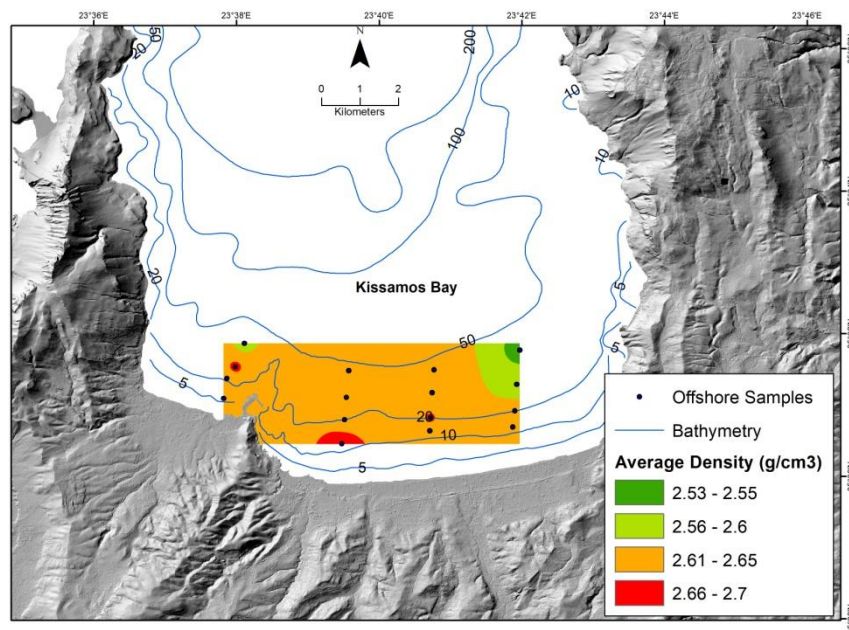 23°36'E 23°38'E 23°40'E 23°42'E 23°44'E 23°46'E
50
20
200
N
0 1 2
Kilometers
10
100
10
20
5
Kissamos Bay
50
5
5
20
10
5
Offshore Samples
Bathymetry
Average Density (g/cm3)
2.53 - 2.55
2.56 - 2.6
2.61 - 2.65
2.66 - 2.7